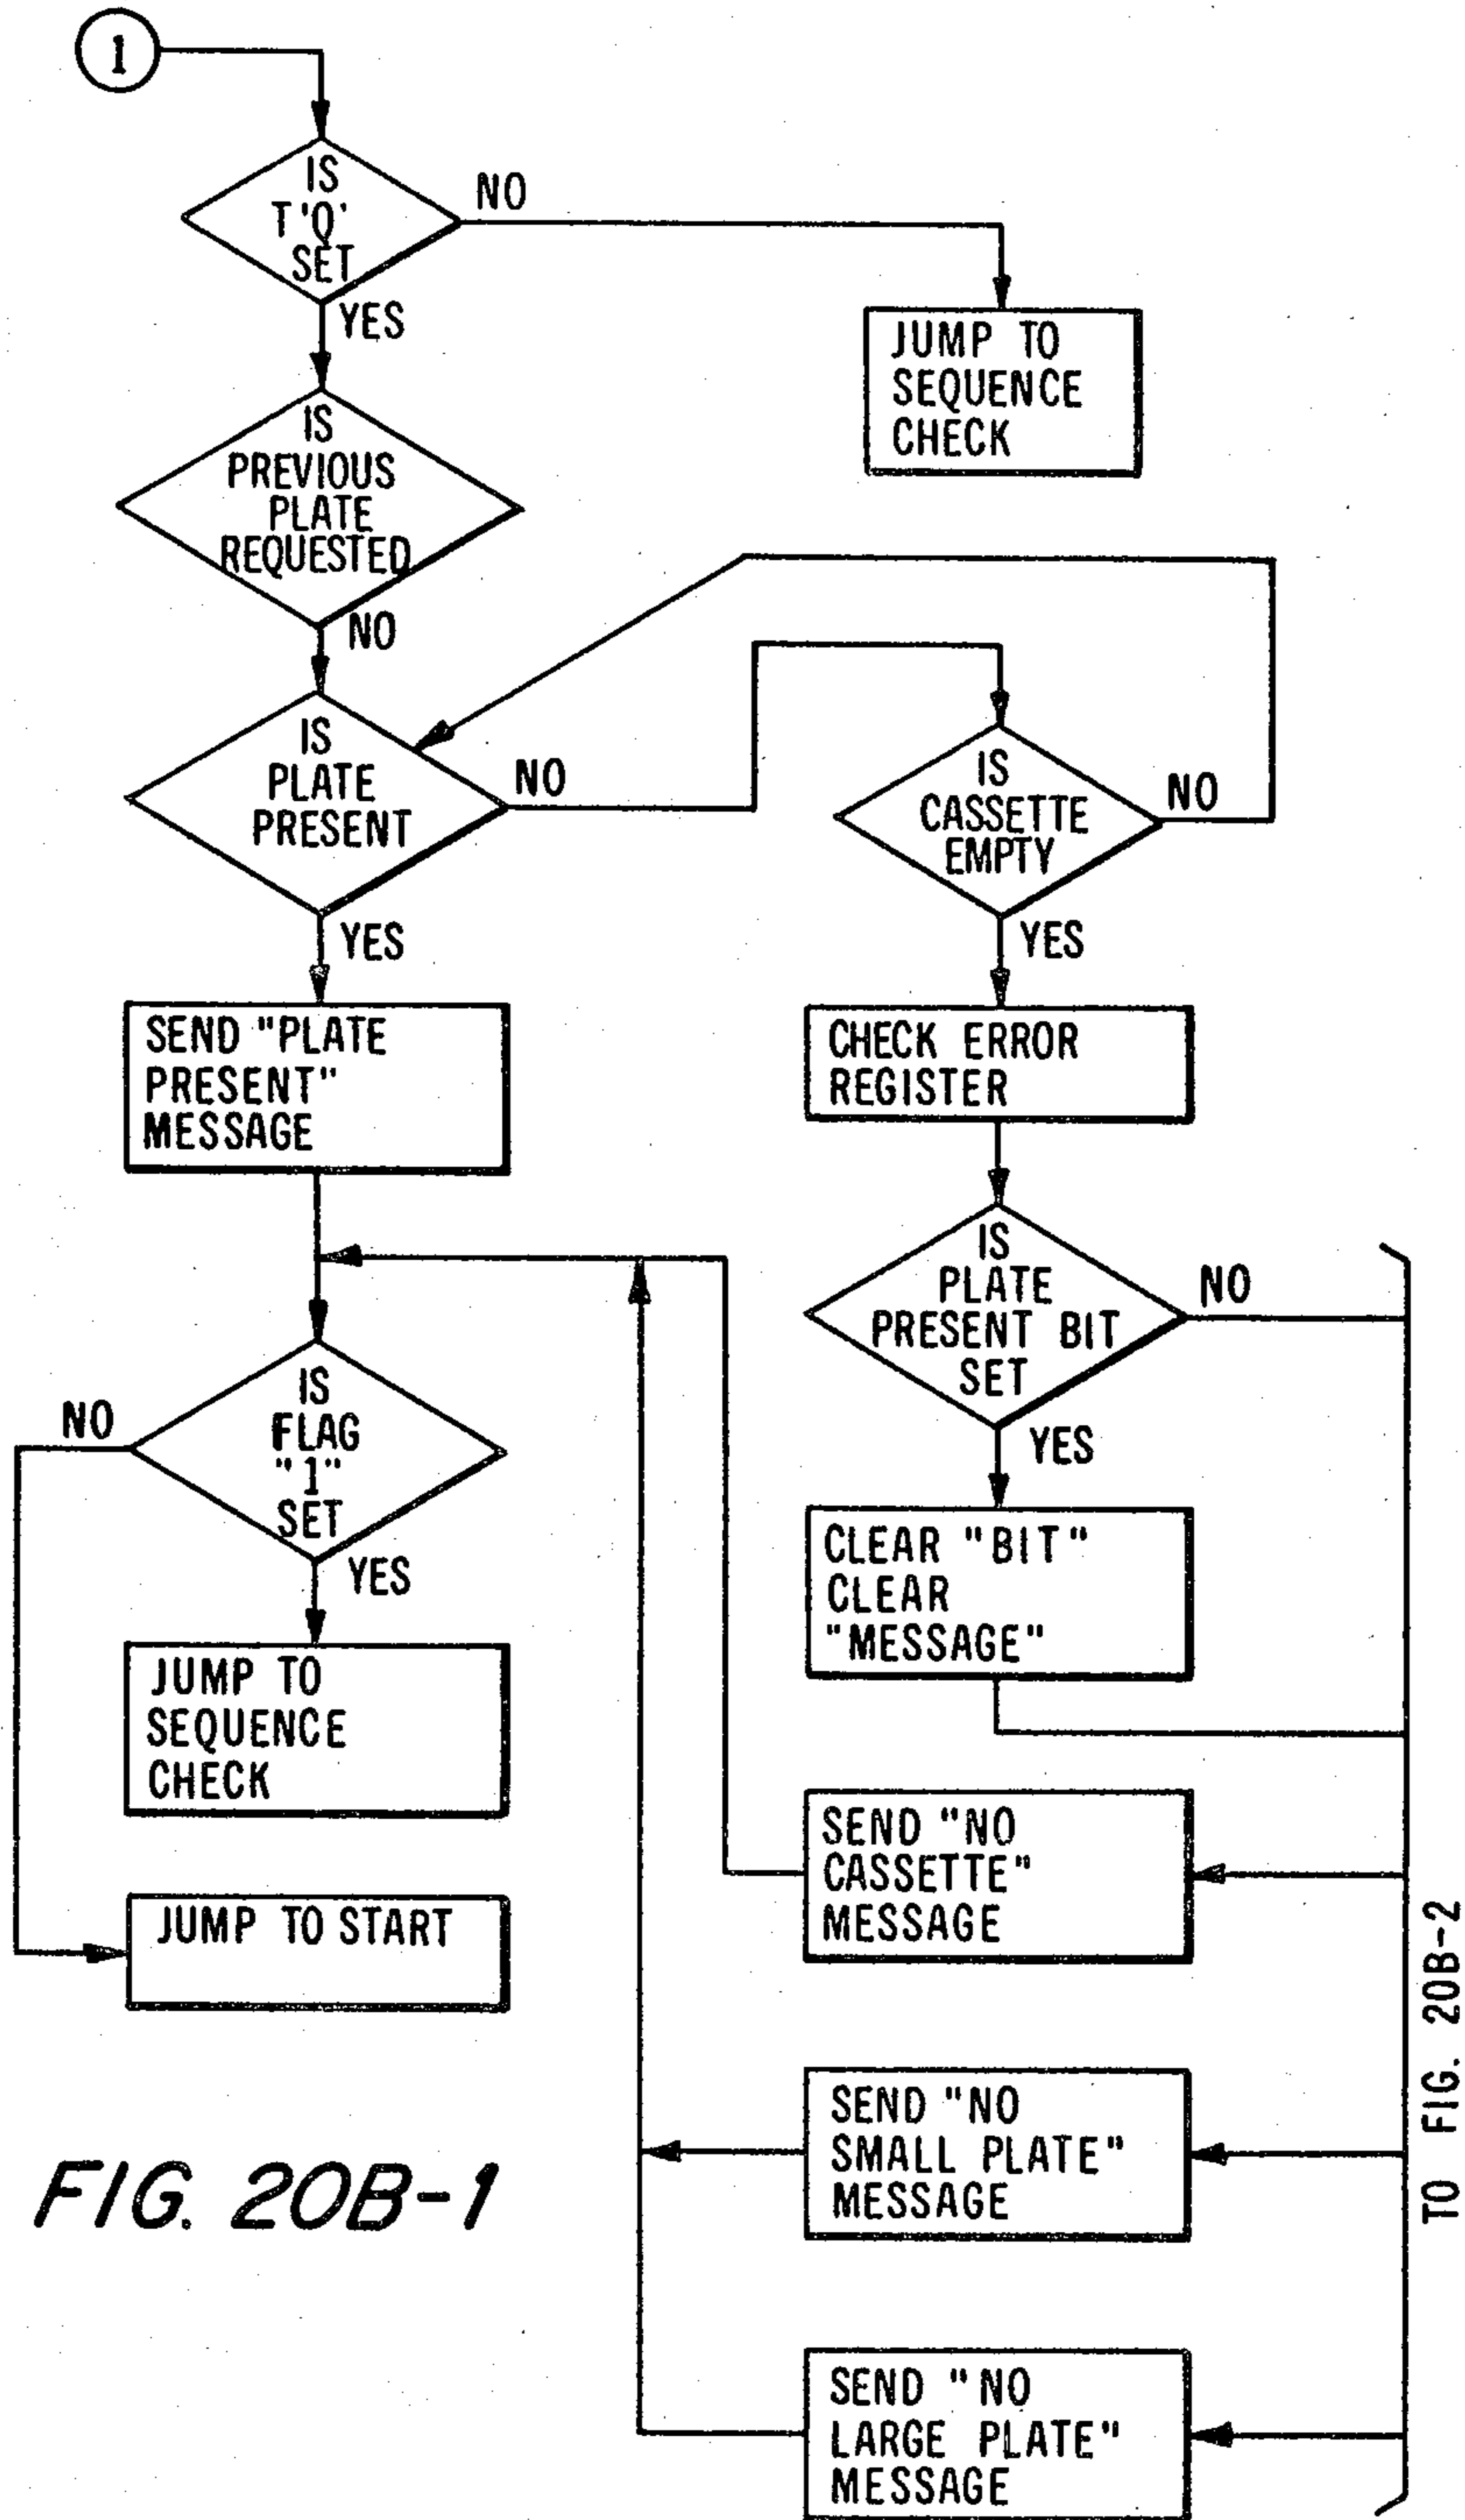 1
IS
T'Q'
SET
NO
YES
JUMP TO
SEQUENCE
CHECK
IS
PREVIOUS
PLATE
REQUESTED
NO
IS
PLATE
PRESENT
NO
YES
IS
CASSETTE
EMPTY
NO
YES
SEND "PLATE
PRESENT"
MESSAGE
CHECK ERROR
REGISTER
IS
PLATE
PRESENT BIT
SET
NO
YES
IS
FLAG
"1"
SET
NO
YES
CLEAR "BIT"
CLEAR
"MESSAGE"
JUMP TO
SEQUENCE
CHECK
SEND "NO
CASSETTE"
MESSAGE
JUMP TO START
SEND "NO
SMALL PLATE"
MESSAGE
SEND "NO
LARGE PLATE"
MESSAGE
TO FIG. 20B-2
FIG. 20B-1